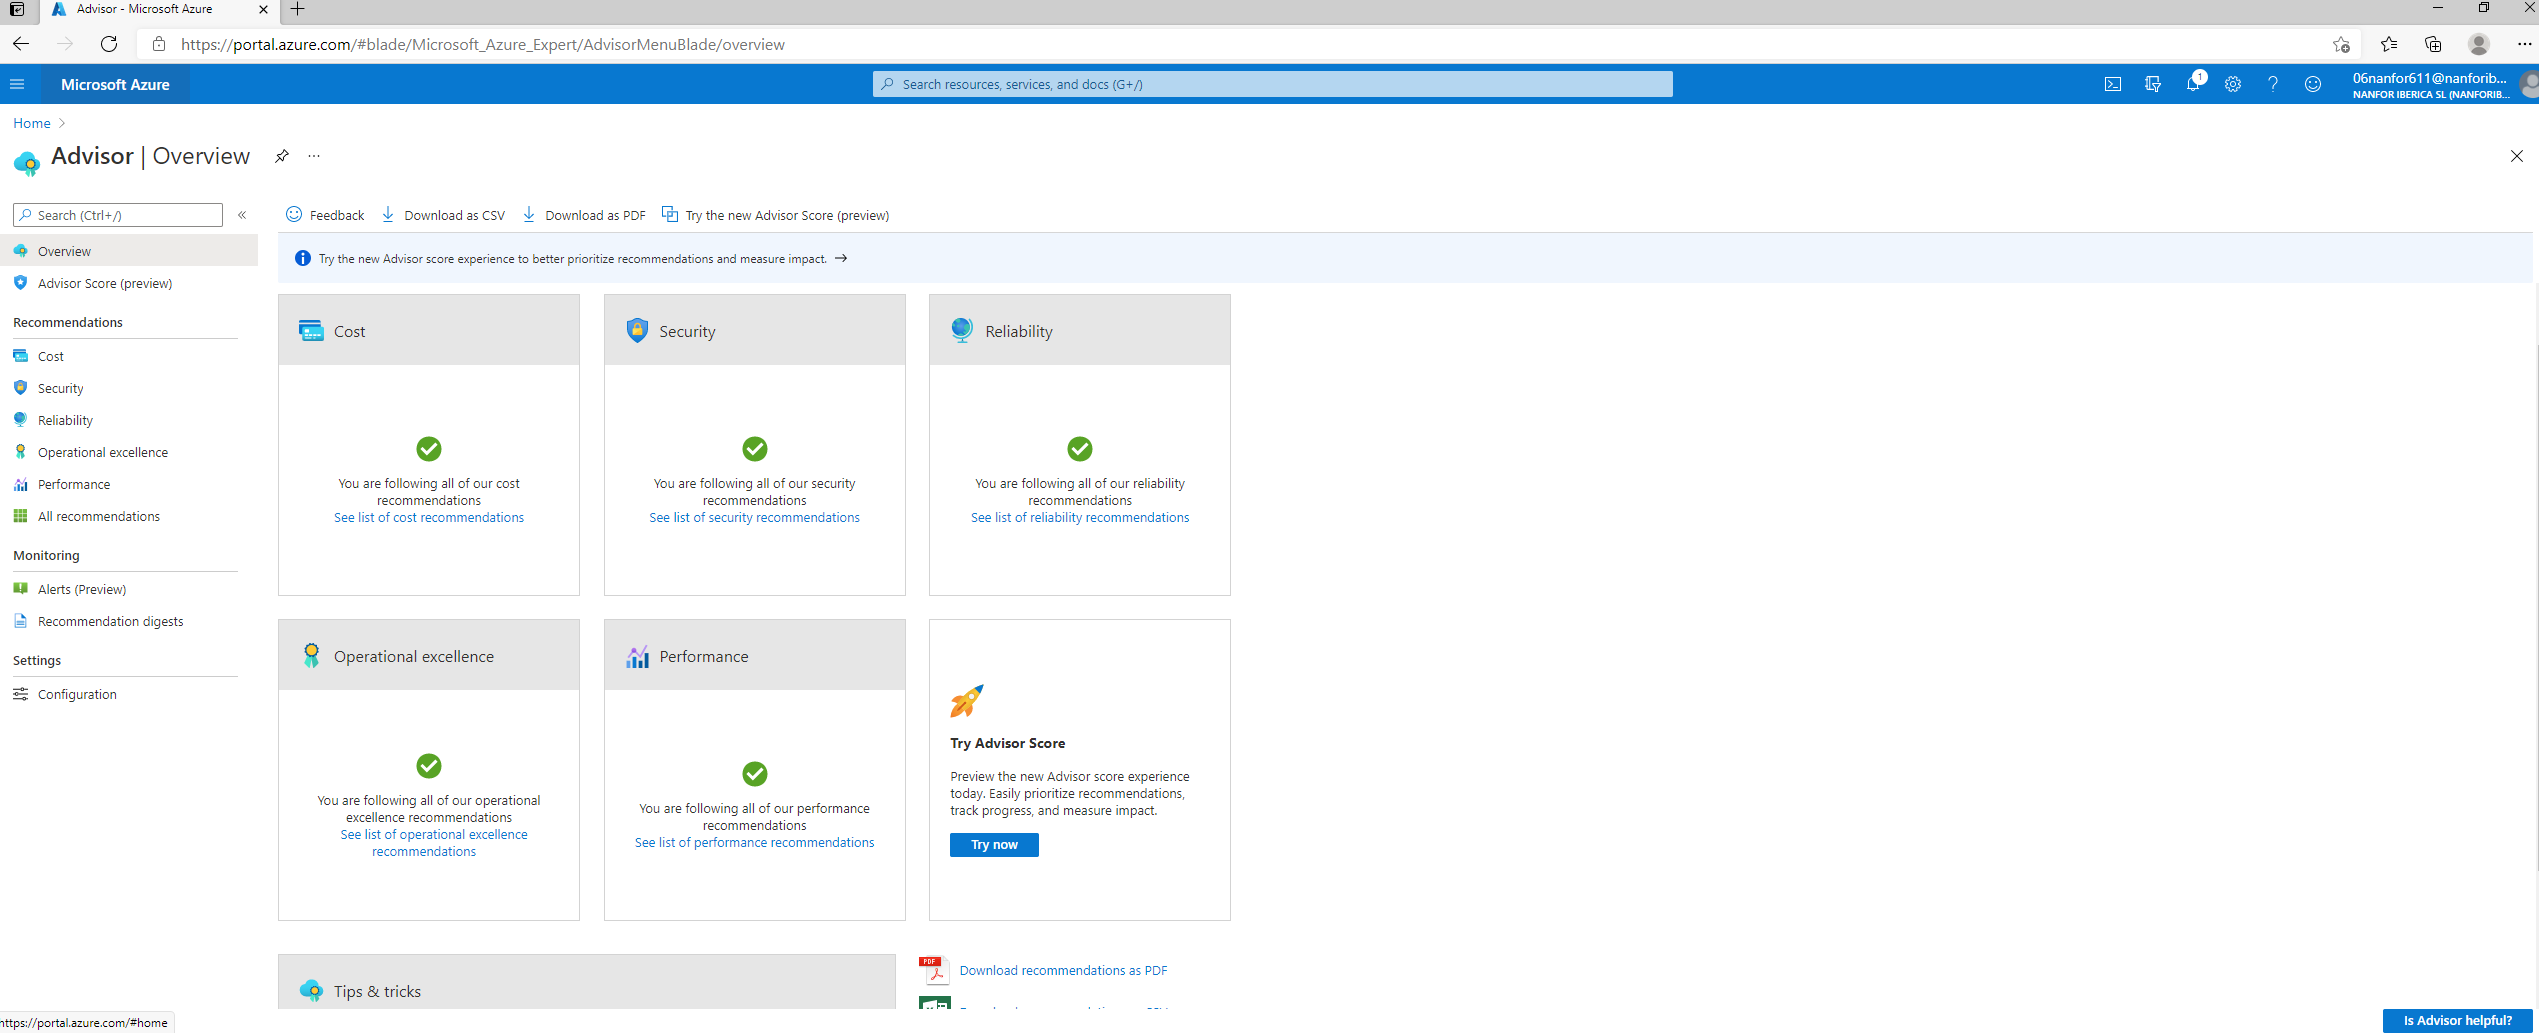 Advisor - Microsoft Azure
https://portal.azure.com/#blade/Microsoft_Azure_Expert/AdvisorMenuBlade/overview
Microsoft Azure
Search resources, services, and docs (G+/)
1
06nanfor611@nanforib...
NANFOR IBERICA SL (NANFORIB...
Home
Advisor | Overview
Search (Ctrl+/)
Feedback
Download as CSV
Download as PDF
Try the new Advisor Score (preview)
Try the new Advisor score experience to better prioritize recommendations and measure impact.
Overview
Advisor Score (preview)
Recommendations
Cost
Security
Reliability
Operational excellence
Performance
All recommendations
Monitoring
Alerts (Preview)
Recommendation digests
Settings
Configuration
Cost
You are following all of our cost
recommendations
See list of cost recommendations
Security
You are following all of our security
recommendations
See list of security recommendations
Reliability
You are following all of our reliability
recommendations
See list of reliability recommendations
Operational excellence
You are following all of our operational
excellence recommendations
See list of operational excellence
recommendations
Performance
You are following all of our performance
recommendations
See list of performance recommendations
Try Advisor Score
Preview the new Advisor score experience
today. Easily prioritize recommendations,
track progress, and measure impact.
Try now
Tips & tricks
PDF
Download recommendations as PDF
https://portal.azure.com/#home
Is Advisor helpful?